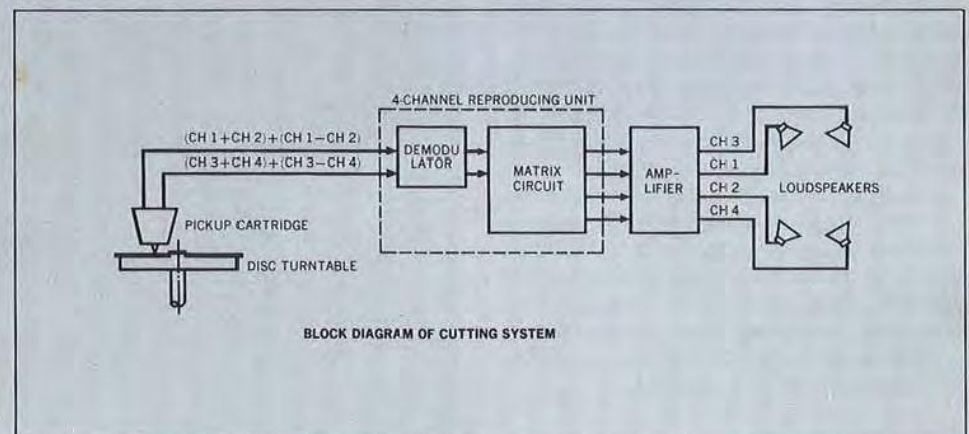 4-CHANNEL REPRODUCING UNIT
(CH 1+CH 2)+(CH 1−CH 2)
(CH 3+CH 4)+(CH 3−CH 4)
DEMODU
LATOR
MATRIX
CIRCUIT
AMP-
LIFIER
CH 3
CH 1
CH 2
CH 4
LOUDSPEAKERS
PICKUP CARTRIDGE
DISC TURNTABLE
BLOCK DIAGRAM OF CUTTING SYSTEM